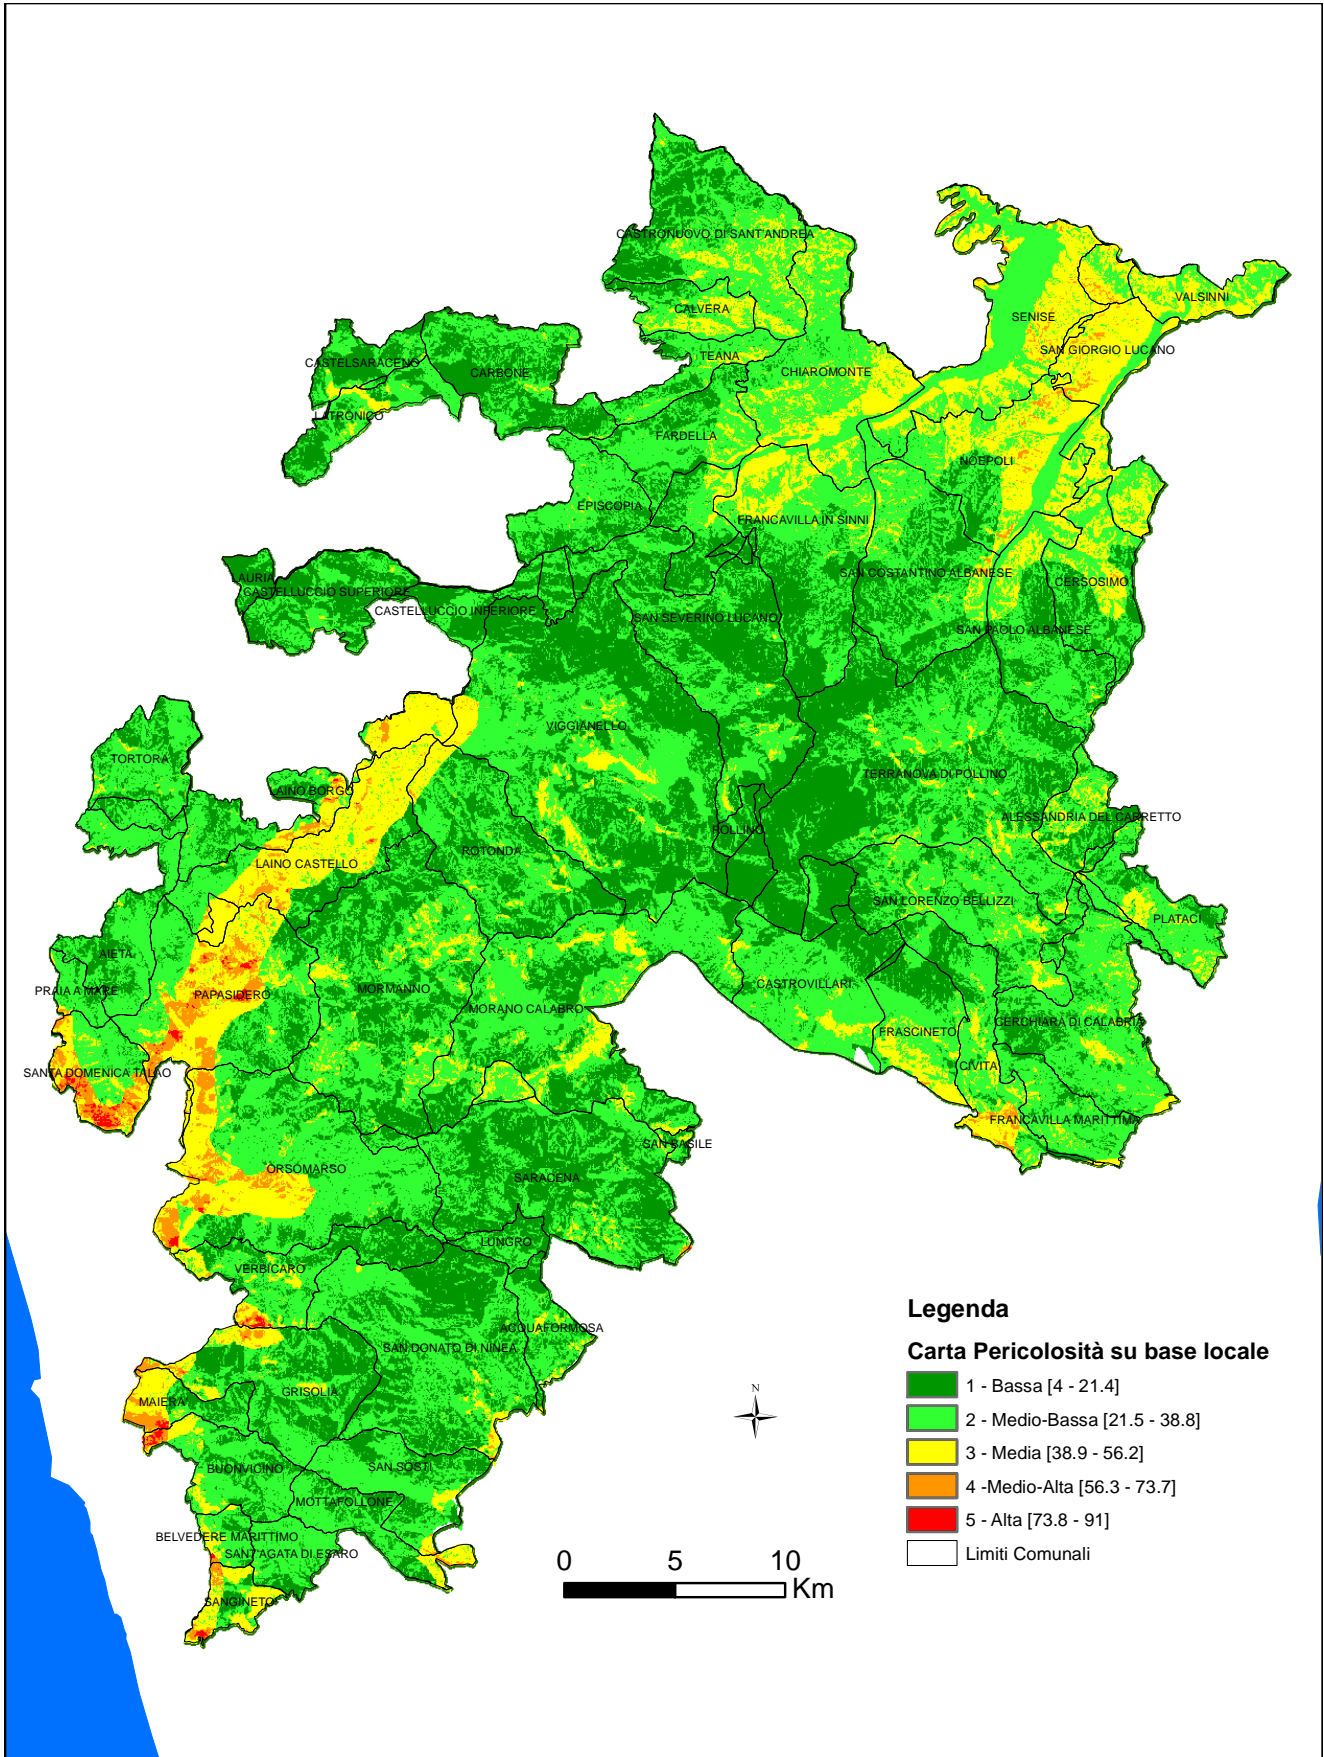 CASTRONUOVO DI SANT'ANDREA
VALSINNI
CALVERA
SENISE
SAN GIORGIO LUCANO
TEANA
CASTELSARACENO
CARBONE
CHIAROMONTE
LATRONICO
FARDELLA
NOEPOLI
EPISCOPIA
FRANCAVILLA IN SINNI
LAURIA
SAN COSTANTINO ALBANESE
CERSOSIMO
CASTELLUCCIO SUPERIORE
CASTELLUCCIO INFERIORE
SAN SEVERINO LUCANO
SAN PAOLO ALBANESE
VIGGIANELLO
TORTORA
TERRANOVA DI POLLINO
LAINO BORGO
ALESSANDRIA DEL CARRETTO
ROLLINO
ROTONDA
LAINO CASTELLO
SAN LORENZO BELLIZZI
PLATACI
AIETA
CASTROVILLARI
PRAIA A MARE
PAPASIDERO
MORMANNO
MORANO CALABRO
FRASCINETO
CERCHIARA DI CALABRIA
CIVITA
SANTA DOMENICA TALAO
FRANCAVILLA MARITTIMA
SAN BASILE
ORSOMARSO
SARACENA
LUNGRO
VERBICARO
ACQUAFORMOSA
SAN DONATO DI NINEA
GRISOLIA
MAIERA
BUONVICINO
SAN SOSTI
MOTTAFOLLONE
BELVEDERE MARITTIMO
SANT'AGATA DI ESARO
SANGINETO
N
0 5 10
Km
Legenda
Carta Pericolosità su base locale
1 - Bassa [4 - 21.4]
2 - Medio-Bassa [21.5 - 38.8]
3 - Media [38.9 - 56.2]
4 -Medio-Alta [56.3 - 73.7]
5 - Alta [73.8 - 91]
Limiti Comunali